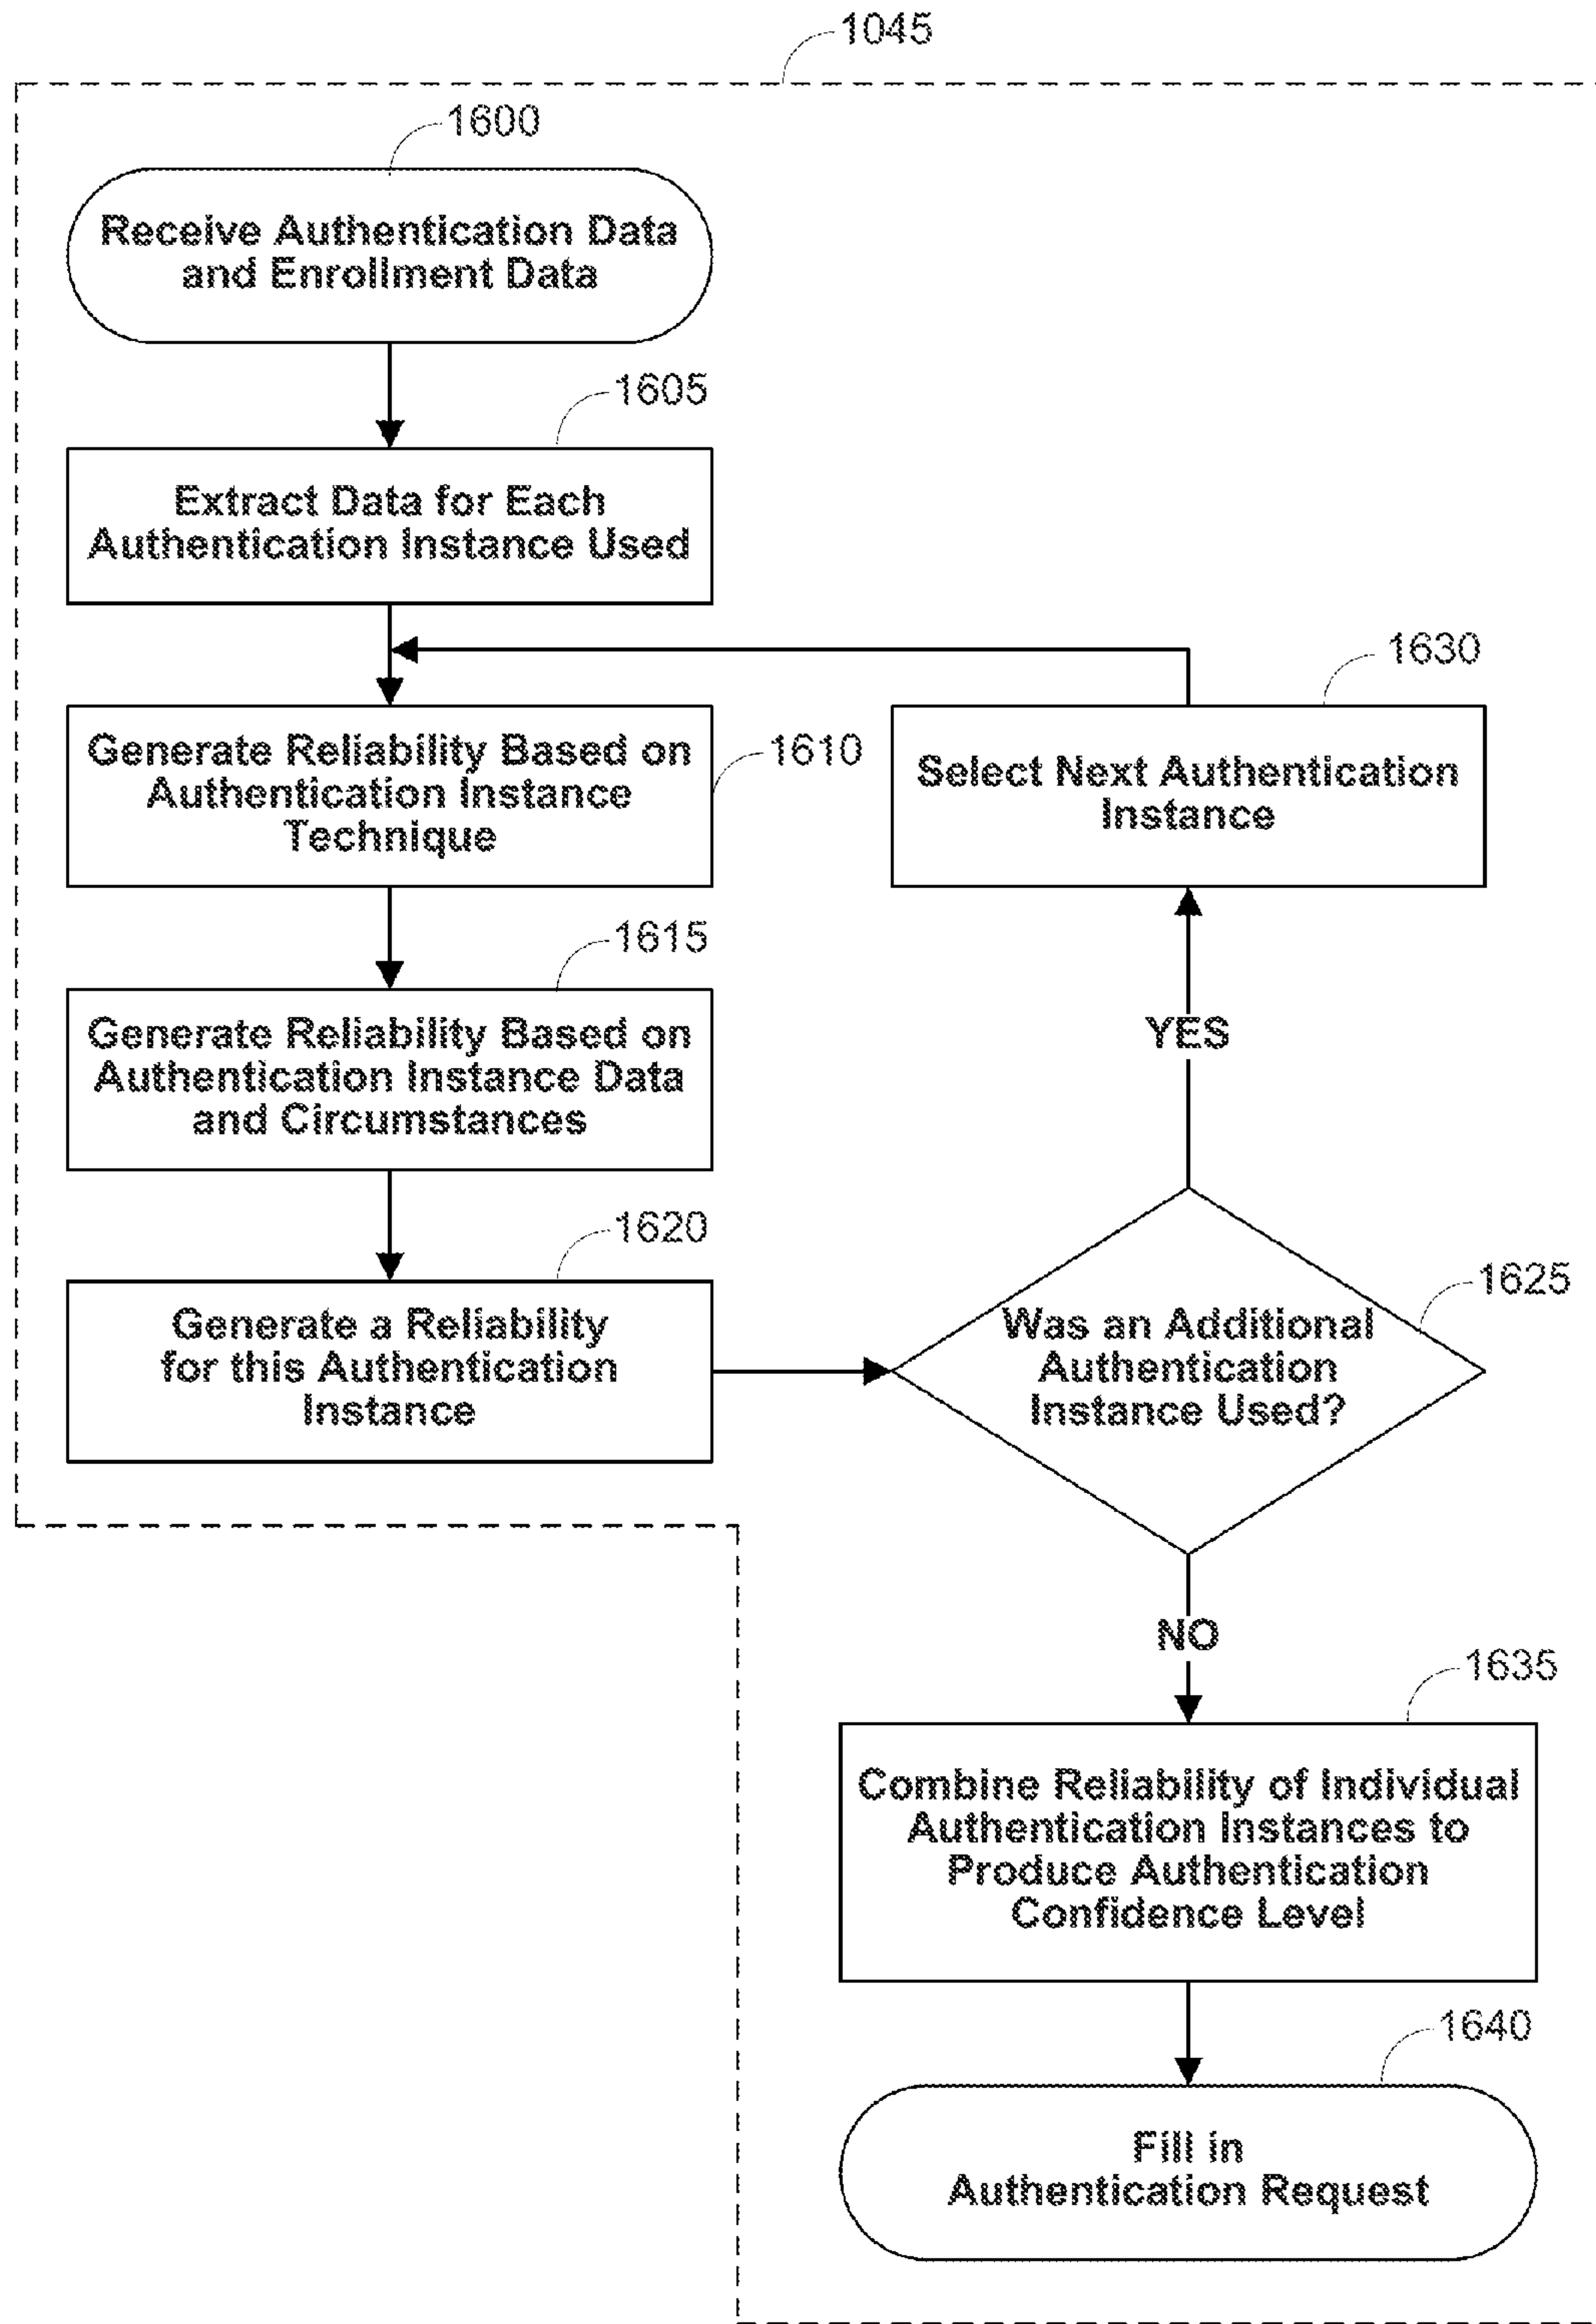 1045
1600
Receive Authentication Data
and Enrollment Data
1605
Extract Data for Each
Authentication Instance Used
1630
Generate Reliability Based on
Authentication Instance
Technique
1610
Select Next Authentication
Instance
1615
Generate Reliability Based on
Authentication Instance Data
and Circumstances
YES
1620
Generate a Reliability
for this Authentication
Instance
1625
Was an Additional
Authentication
Instance Used?
NO
1635
Combine Reliability of Individual
Authentication Instances to
Produce Authentication
Confidence Level
1640
Fill in
Authentication Request